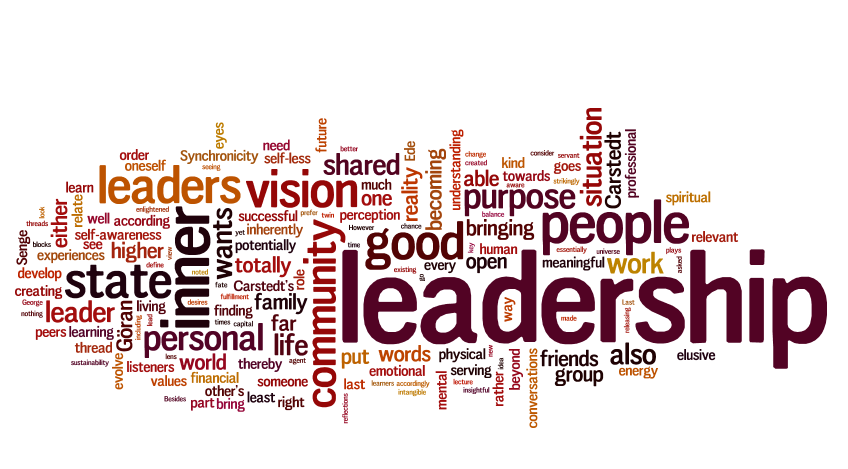 eyes
future
order
oneself
Synchronicity
seeing
need
self-less
better
Ede
understanding
change
created
kind
consider
servant
goes
strikingly
situation
Carstedt
professional
learn
leaders
vision
shared
much
one
reality
becoming
able
towards
aware
purpose
spiritual
threads
look
either
relate
enlightened
well
according
inner
wants
successful
prefer
twin
perception
balance
people
relevant
Senge
blocks
self-awareness
see
higher
view
yet
inherently
potentially
community
However
chance
time
good
bringing
key
human
essentially
universe
plays
experiences
define
develop
state
noted
totally
existing
every
go
open
meaningful
work
asked
creating
fate
Carstedt's
role
leadership
George
nothing
leader
living
desires
fulfillment
family
finding
way
Last
releasing
made
peers
learning
Göran
including
lead
times
capital
far
personal
life
thread
sustainability
evolve
lens
listeners
world
thereby
agent
put
words
physical
new
serving
idea
beyond
friends
also
elusive
values
financial
someone
last
emotional
learners
accordingly
intangible
mental
lecture
insightful
rather
conversations
group
energy
Besides
part
other's
bring
least
right
reflections